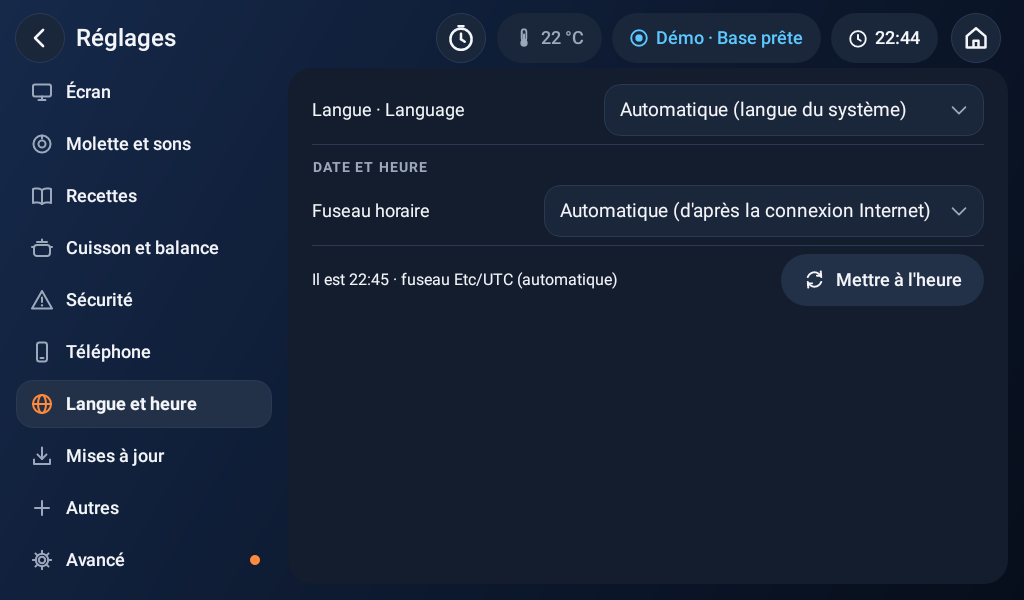 Réglages
22 °C
Démo · Base prête
22:44
Écran
Molette et sons
Recettes
Cuisson et balance
Sécurité
Téléphone
Langue et heure
Mises à jour
Autres
Avancé
Langue · Language
Automatique (langue du système)
DATE ET HEURE
Fuseau horaire
Automatique (d'après la connexion Internet)
Il est 22:45 · fuseau Etc/UTC (automatique)
Mettre à l'heure